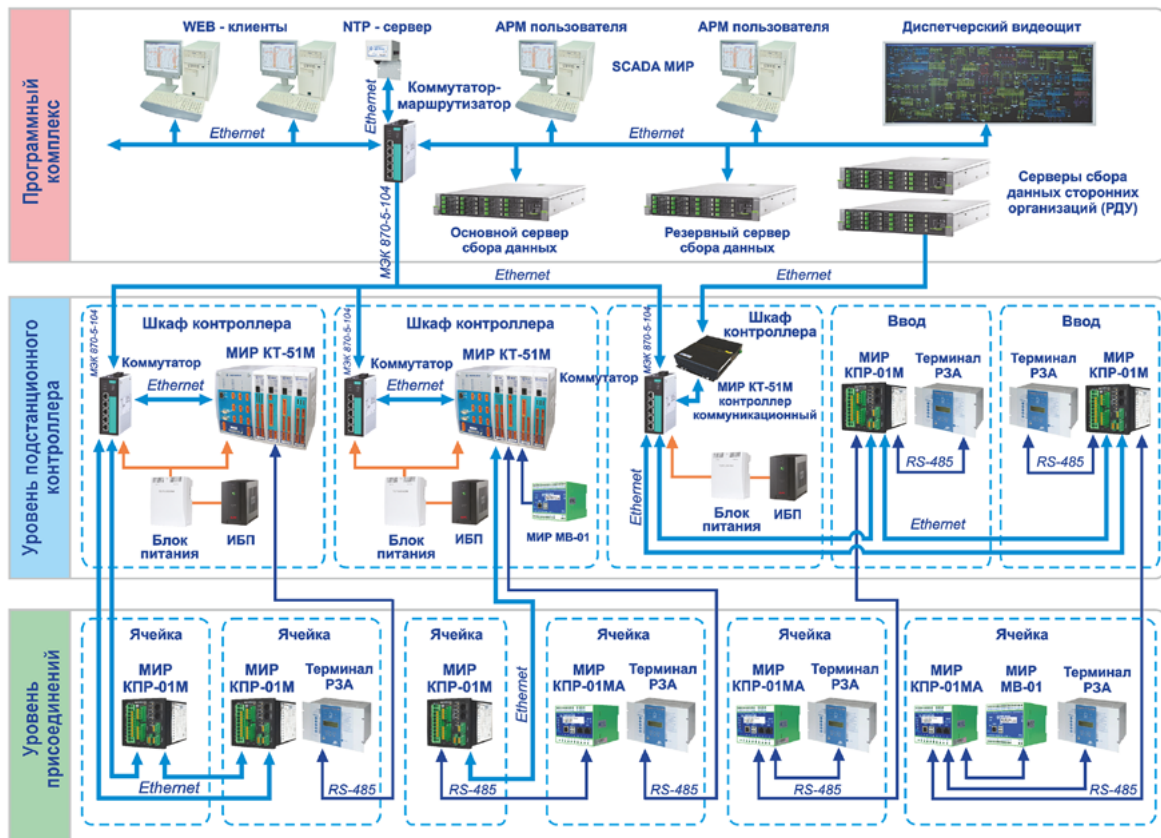 Программный
комплекс
WEB - клиенты
NTP - сервер
АРМ пользователя
АРМ пользователя
Диспетчерский видеощит
SCADA МИР
Коммутатор-
маршрутизатор
Ethernet
Ethernet
Ethernet
МЭК 870-5-104
Основной сервер
сбора данных
Резервный сервер
сбора данных
Серверы сбора
данных сторонних
организаций (РДУ)
Ethernet
Ethernet
Уровень подстанционного
контроллера
МЭК 870-5-104
Шкаф контроллера
Коммутатор
МИР КТ-51М
Ethernet
Блок
питания
ИБП
МЭК 870-5-104
Шкаф контроллера
Коммутатор
МИР КТ-51М
Ethernet
Блок
питания
ИБП
МИР МВ-01
МЭК 870-5-104
Шкаф
контроллера
Коммутатор
МИР КТ-51М
контроллер
коммуникационный
Ethernet
Блок
питания
ИБП
Ввод
МИР
КПР-01М
Терминал
РЗА
RS-485
Ввод
Терминал
РЗА
МИР
КПР-01М
RS-485
Ethernet
Уровень
присоединений
Ячейка
МИР
КПР-01М
Ethernet
Ячейка
МИР
КПР-01М
Терминал
РЗА
RS-485
Ячейка
МИР
КПР-01М
Ethernet
RS-485
Ячейка
МИР
КПР-01МА
Терминал
РЗА
RS-485
Ячейка
МИР
КПР-01МА
Терминал
РЗА
RS-485
Ячейка
МИР
КПР-01МА
МИР
МВ-01
Терминал
РЗА
RS-485